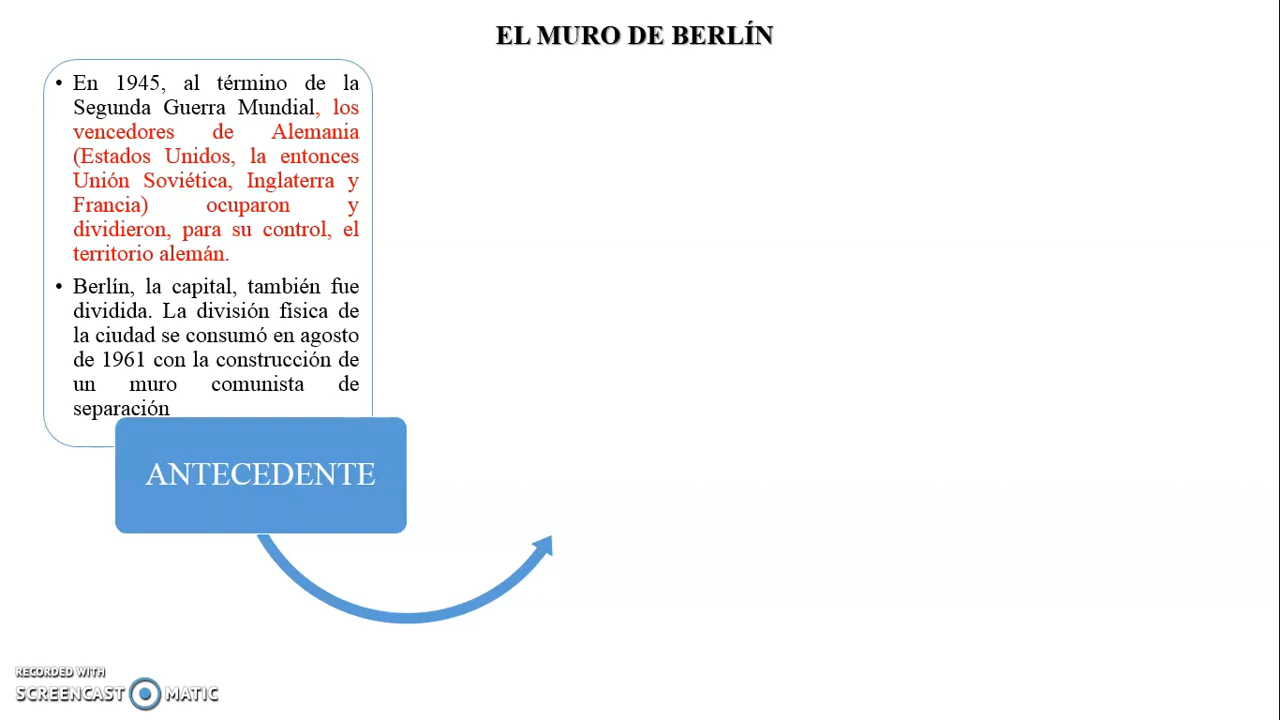 EL MURO DE BERLÍN
• En 1945, al término de la
Segunda Guerra Mundial, los
vencedores de Alemania
(Estados Unidos, la entonces
Unión Soviética, Inglaterra y
Francia) ocuparon y
dividieron, para su control, el
territorio alemán.
• Berlín, la capital, también fue
dividida. La división física de
la ciudad se consumó en agosto
de 1961 con la construcción de
un muro comunista de
separación
ANTECEDENTE
RECORDED WITH
SCREENCAST MATIC